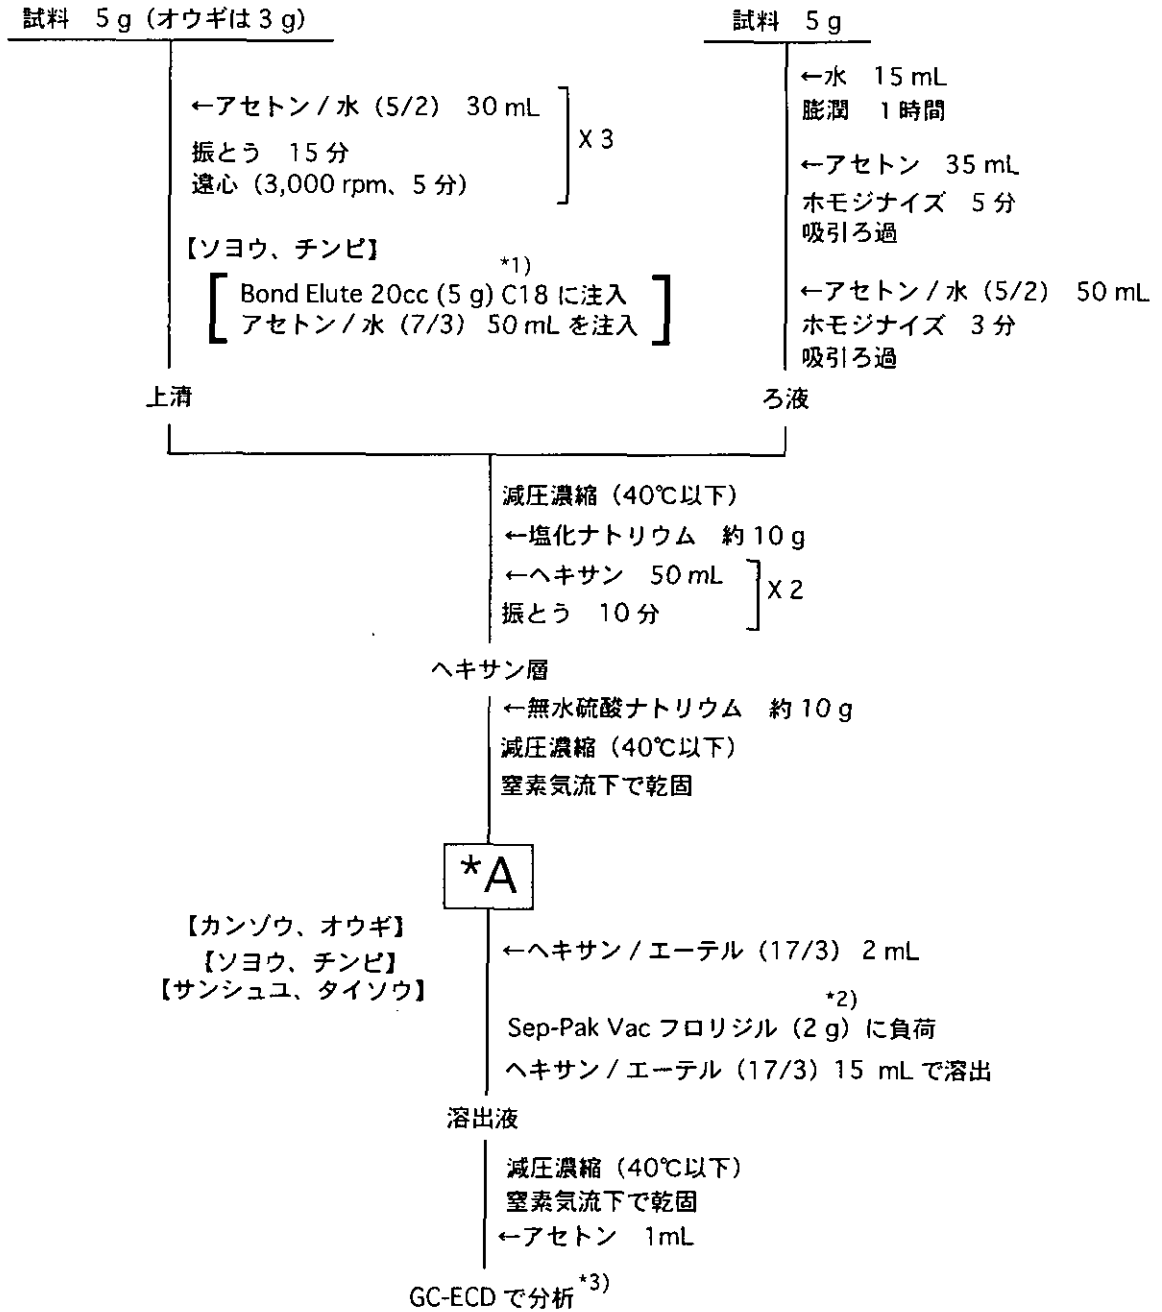 試料　5 g（オウギは 3 g）
←アセトン / 水（5/2）　30 mL
振とう　15 分
遠心（3,000 rpm、5 分）
X 3
【ソヨウ、チンピ】
*1)
Bond Elute 20cc (5 g) C18 に注入
アセトン / 水（7/3）　50 mL を注入
上清
試料　5 g
←水　15 mL
膨潤　1 時間
←アセトン　35 mL
ホモジナイズ　5 分
吸引ろ過
←アセトン / 水（5/2）　50 mL
ホモジナイズ　3 分
吸引ろ過
ろ液
減圧濃縮（40℃以下）
←塩化ナトリウム　約 10 g
←ヘキサン　50 mL
振とう　10 分
X 2
ヘキサン層
←無水硫酸ナトリウム　約 10 g
減圧濃縮（40℃以下）
窒素気流下で乾固
*A
【カンゾウ、オウギ】
【ソヨウ、チンピ】
【サンシュユ、タイソウ】
←ヘキサン / エーテル（17/3）2 mL
*2)
Sep-Pak Vac フロリジル（2 g）に負荷
ヘキサン / エーテル（17/3）15 mL で溶出
溶出液
減圧濃縮（40℃以下）
窒素気流下で乾固
←アセトン　1mL
GC-ECD で分析 *3)